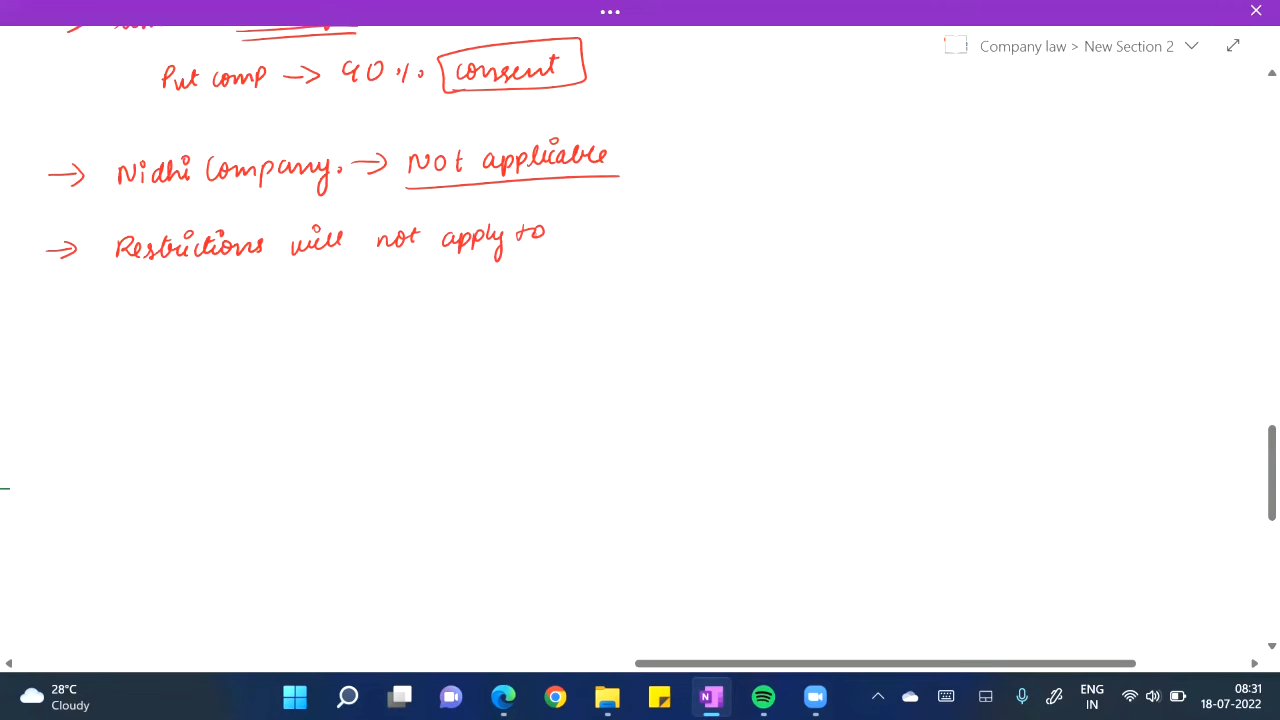 Company law > New Section 2
Put comp → 90 %. consent
→ Nidhi Company. → Not applicable
→ Restrictions will not apply to
28°C
Cloudy
ENG
IN
08:31
18-07-2022